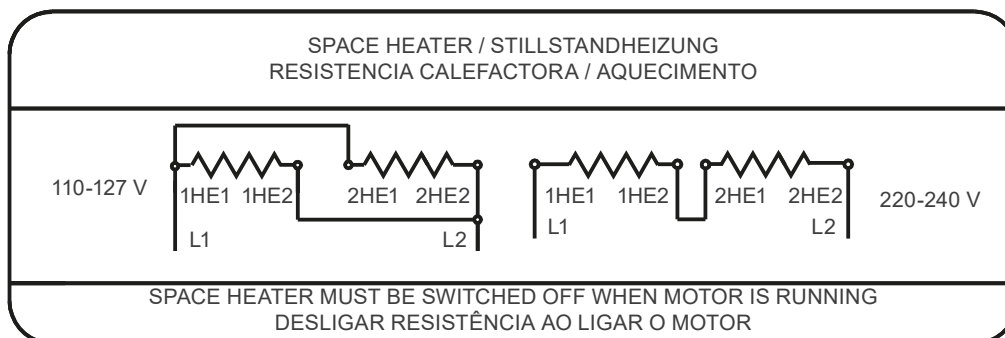 SPACE HEATER / STILLSTANDHEIZUNG
RESISTENCIA CALEFACTORA / AQUECIMENTO
110-127 V
1HE1 1HE2 2HE1 2HE2
L1 L2
1HE1 1HE2 2HE1 2HE2
L1 L2
220-240 V
SPACE HEATER MUST BE SWITCHED OFF WHEN MOTOR IS RUNNING
DESLIGAR RESISTÊNCIA AO LIGAR O MOTOR